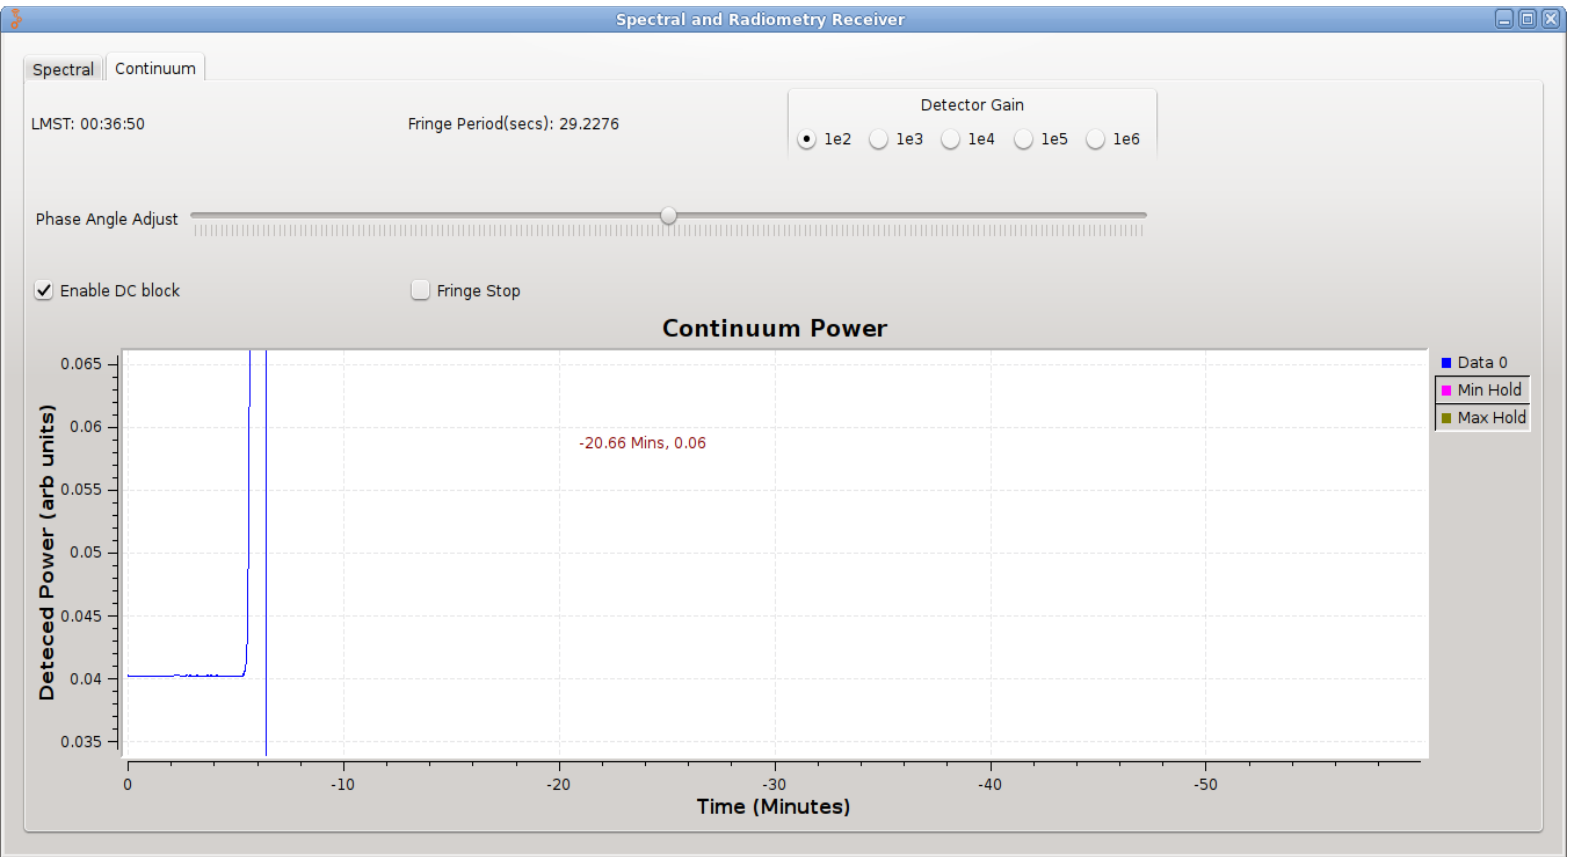 Spectral and Radiometry Receiver
Spectral Continuum
LMST: 00:36:50 Fringe Period(secs): 29.2276
Detector Gain
1e2 1e3 1e4 1e5 1e6
Phase Angle Adjust
Enable DC block Fringe Stop
Continuum Power
Deteced Power (arb units)
0.065
0.06
0.055
0.05
0.045
0.04
0.035
-20.66 Mins, 0.06
Data 0
Min Hold
Max Hold
0 -10 -20 -30 -40 -50
Time (Minutes)